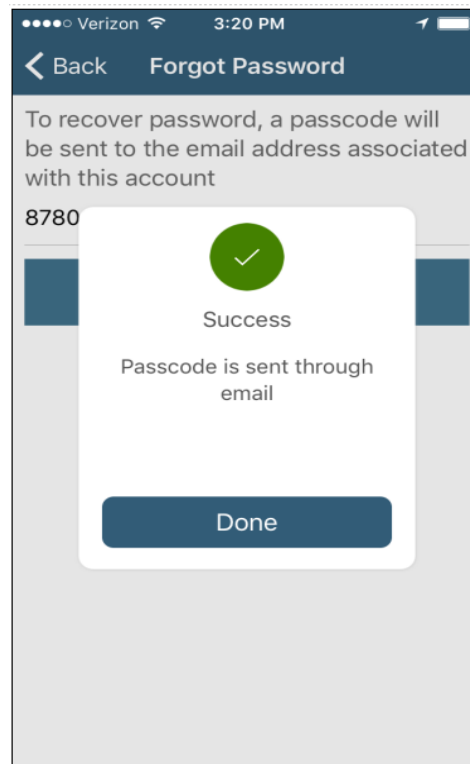 Verizon 3:20 PM
Back Forgot Password
To recover password, a passcode will
be sent to the email address associated
with this account
8780
Success
Passcode is sent through
email
Done